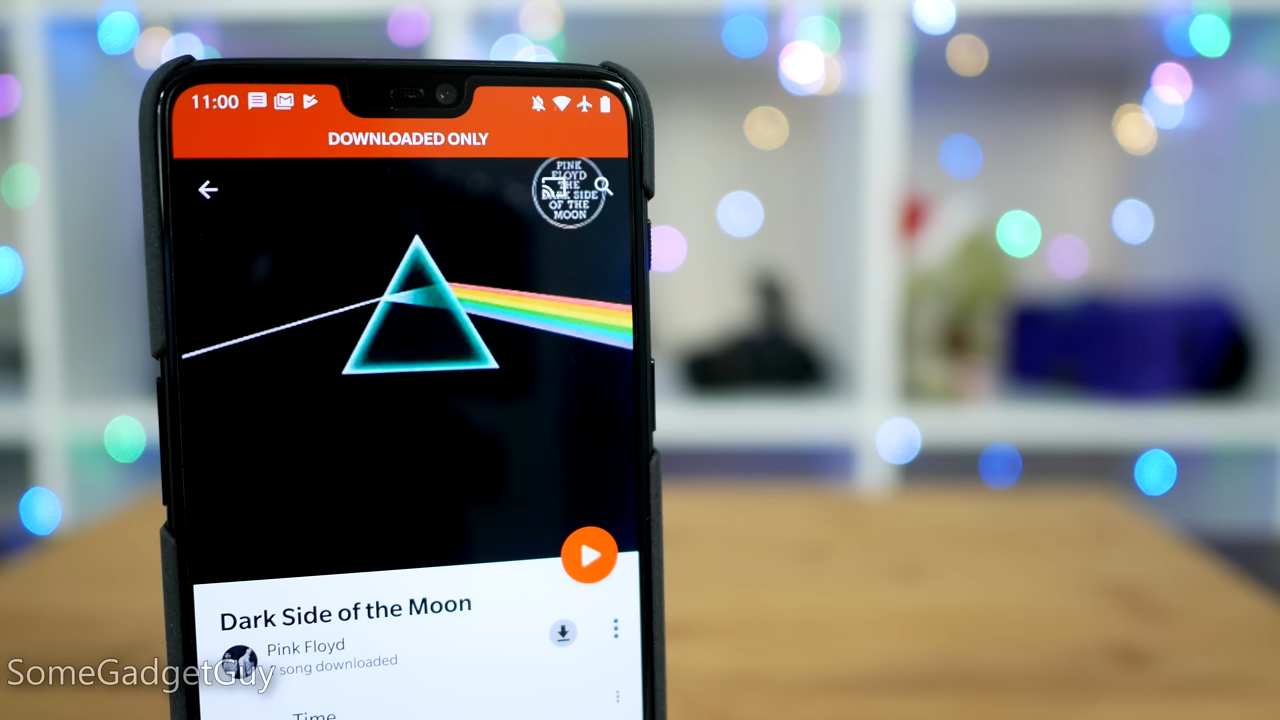 11:00
DOWNLOADED ONLY
PINK
FLOYD
THE
DARK SIDE
OF THE
MOON
Dark Side of the Moon
Pink Floyd
song downloaded
Time
SomeGadgetGuy